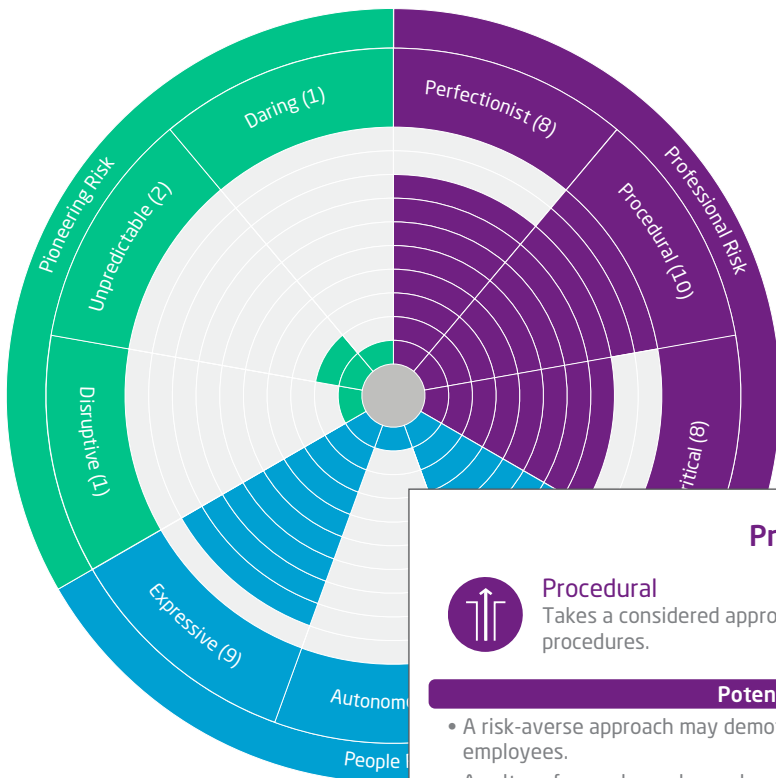 Pioneering Risk
Daring (1)
Unpredictable (2)
Disruptive (1)
Professional Risk
Perfectionist (8)
Procedural (10)
ritical (8)
Expressive (9)
Autonom
People
Pr
Procedural
Takes a considered appro
procedures.
Poten
• A risk-averse approach may demo
employees.